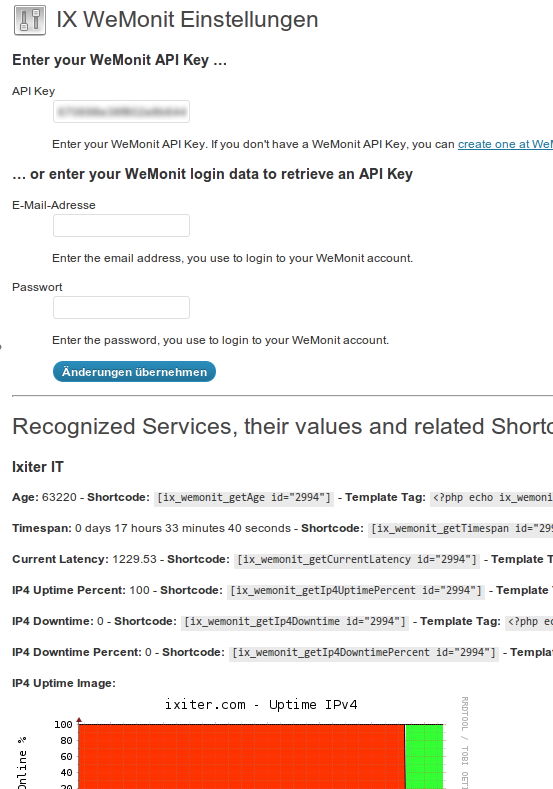 IX WeMonit Einstellungen
Enter your WeMonit API Key ...
API Key
Enter your WeMonit API Key. If you don't have a WeMonit API Key, you can create one at WeM
... or enter your WeMonit login data to retrieve an API Key
E-Mail-Adresse
Enter the email address, you use to login to your WeMonit account.
Passwort
Enter the password, you use to login to your WeMonit account.
Änderungen übernehmen
Recognized Services, their values and related Shortc
Ixiter IT
Age: 63220 - Shortcode: [ix_wemonit_getAge id="2994"] - Template Tag: <?php echo ix_wemoni
Timespan: 0 days 17 hours 33 minutes 40 seconds - Shortcode: [ix_wemonit_getTimespan id="299
Current Latency: 1229.53 - Shortcode: [ix_wemonit_getCurrentLatency id="2994"] - Template T
IP4 Uptime Percent: 100 - Shortcode: [ix_wemonit_getIp4UptimePercent id="2994"] - Template
IP4 Downtime: 0 - Shortcode: [ix_wemonit_getIp4Downtime id="2994"] - Template Tag: <?php ec
IP4 Downtime Percent: 0 - Shortcode: [ix_wemonit_getIp4DowntimePercent id="2994"] - Templa
IP4 Uptime Image:
ixiter.com - Uptime IPv4
RRDTOOL / TOBI OETI
Online %
100
80
60
40
20